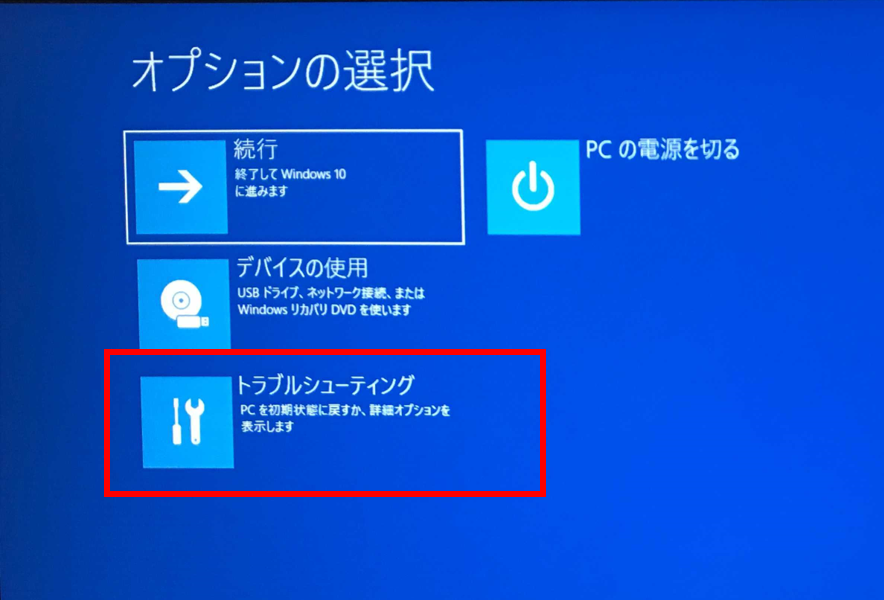 オプションの選択
続行
終了して Windows 10
に進みます
PC の電源を切る
デバイスの使用
USB ドライブ、ネットワーク接続、または
Windows リカバリ DVD を使います
トラブルシューティング
PC を初期状態に戻すか、詳細オプションを
表示します